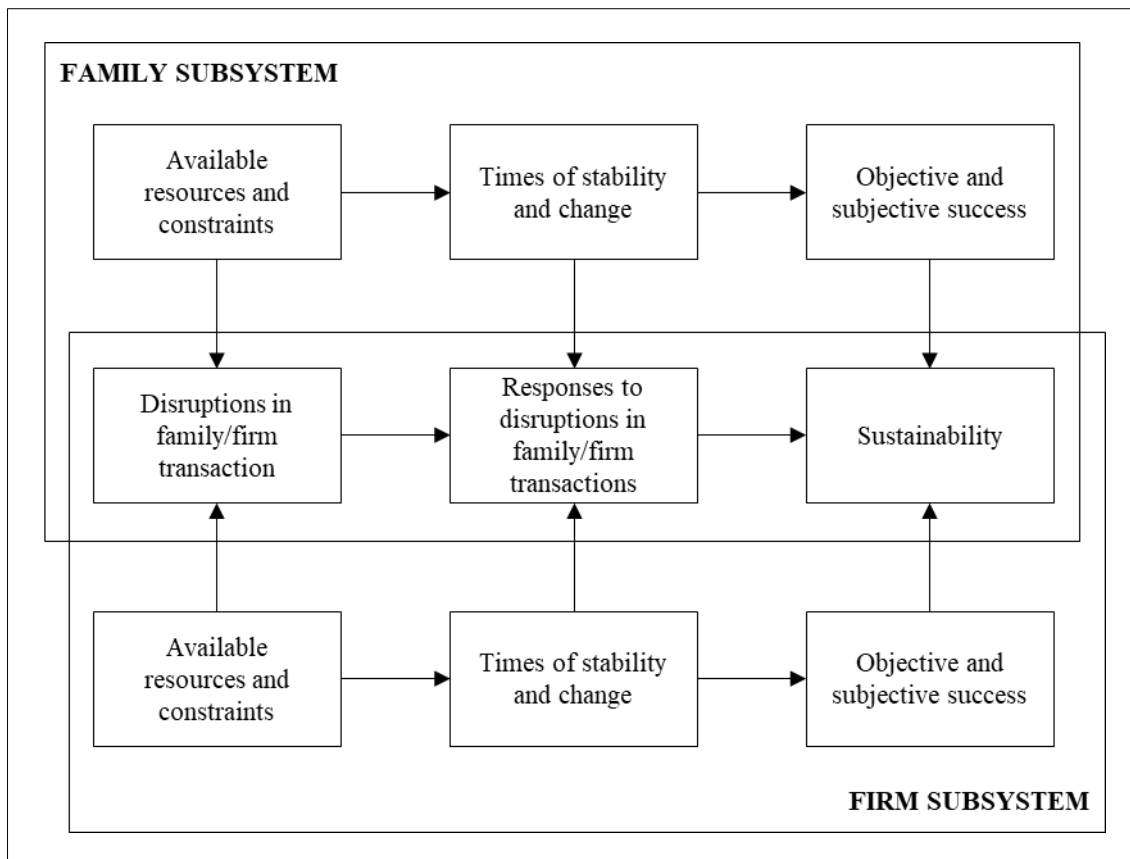 FAMILY SUBSYSTEM
Available
resources and
constraints
Times of stability
and change
Objective and
subjective success
Disruptions in
family/firm
transaction
Responses to
disruptions in
family/firm
transactions
Sustainability
Available
resources and
constraints
Times of stability
and change
Objective and
subjective success
FIRM SUBSYSTEM